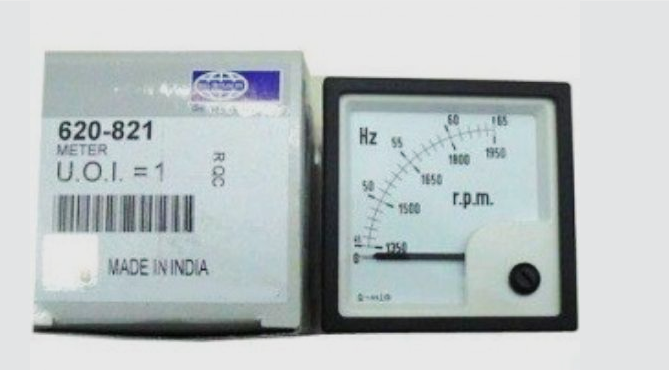 620-821
METER
U.O.I. = 1
R QC
MADE IN INDIA
Hz
45
50
55
60
65
0
1350
1500
1650
1800
1950
r.p.m.